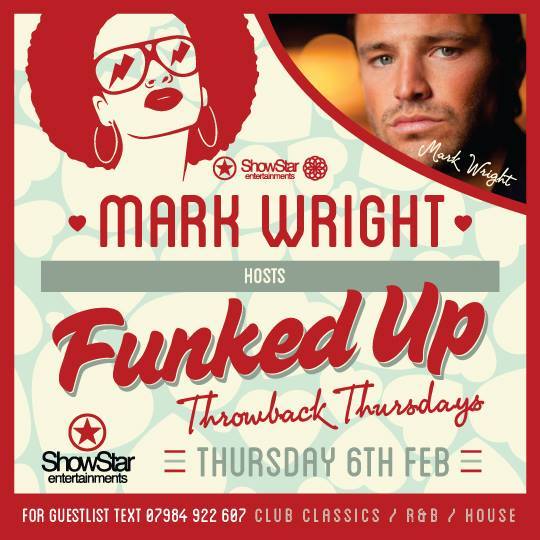 Mark Wright
ShowStar
entertainments
MARK WRIGHT
HOSTS
Funked Up
Throwback Thursdays
ShowStar
entertainments
THURSDAY 6TH FEB
FOR GUESTLIST TEXT 07984 922 607 CLUB CLASSICS / R&B / HOUSE